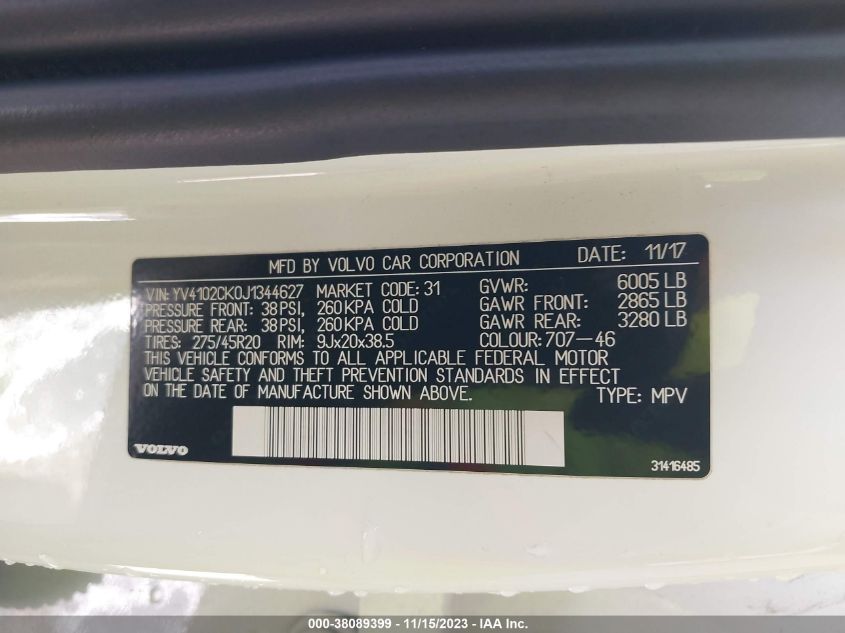 MFD BY VOLVO CAR CORPORATION DATE: 11/17
VIN: YV4102CK0J1344627 MARKET CODE: 31 GVWR: 6005 LB
PRESSURE FRONT: 38 PSI, 260 KPA COLD GAWR FRONT: 2865 LB
PRESSURE REAR: 38 PSI, 260 KPA COLD GAWR REAR: 3280 LB
TIRES: 275/45R20 RIM: 9Jx20x38.5 COLOUR: 707-46
THIS VEHICLE CONFORMS TO ALL APPLICABLE FEDERAL MOTOR
VEHICLE SAFETY AND THEFT PREVENTION STANDARDS IN EFFECT
ON THE DATE OF MANUFACTURE SHOWN ABOVE. TYPE: MPV
VOLVO 31416485
000-38089399 - 11/15/2023 - IAA Inc.